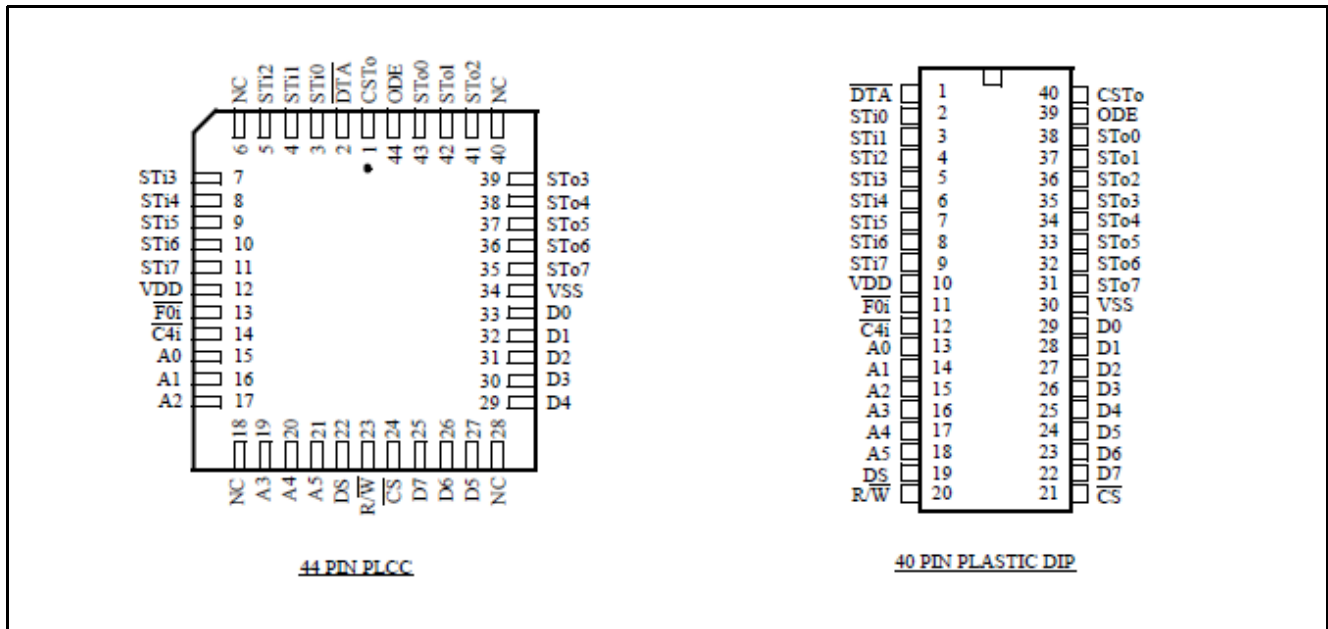 NC STi2 STi1 STi0 D̅T̅A̅ CSTo ODE STo0 STo1 STo2 NC
6 5 4 3 2 1 44 43 42 41 40
STi3 7 39 STo3
STi4 8 38 STo4
STi5 9 37 STo5
STi6 10 36 STo6
STi7 11 35 STo7
VDD 12 34 VSS
F̅0̅i̅ 13 33 D0
C̅4̅i̅ 14 32 D1
A0 15 31 D2
A1 16 30 D3
A2 17 29 D4
18 19 20 21 22 23 24 25 26 27 28
NC A3 A4 A5 DS R/W̅ C̅S̅ D7 D6 D5 NC
44 PIN PLCC
D̅T̅A̅ 1 40 CSTo
STi0 2 39 ODE
STi1 3 38 STo0
STi2 4 37 STo1
STi3 5 36 STo2
STi4 6 35 STo3
STi5 7 34 STo4
STi6 8 33 STo5
STi7 9 32 STo6
VDD 10 31 STo7
F̅0̅i̅ 11 30 VSS
C̅4̅i̅ 12 29 D0
A0 13 28 D1
A1 14 27 D2
A2 15 26 D3
A3 16 25 D4
A4 17 24 D5
A5 18 23 D6
DS 19 22 D7
R/W̅ 20 21 C̅S̅
40 PIN PLASTIC DIP